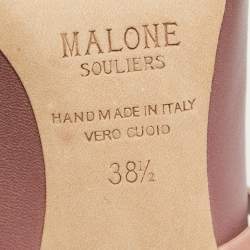 MALONE
SOULIERS
HAND MADE IN ITALY
VERO CUOIO
38½